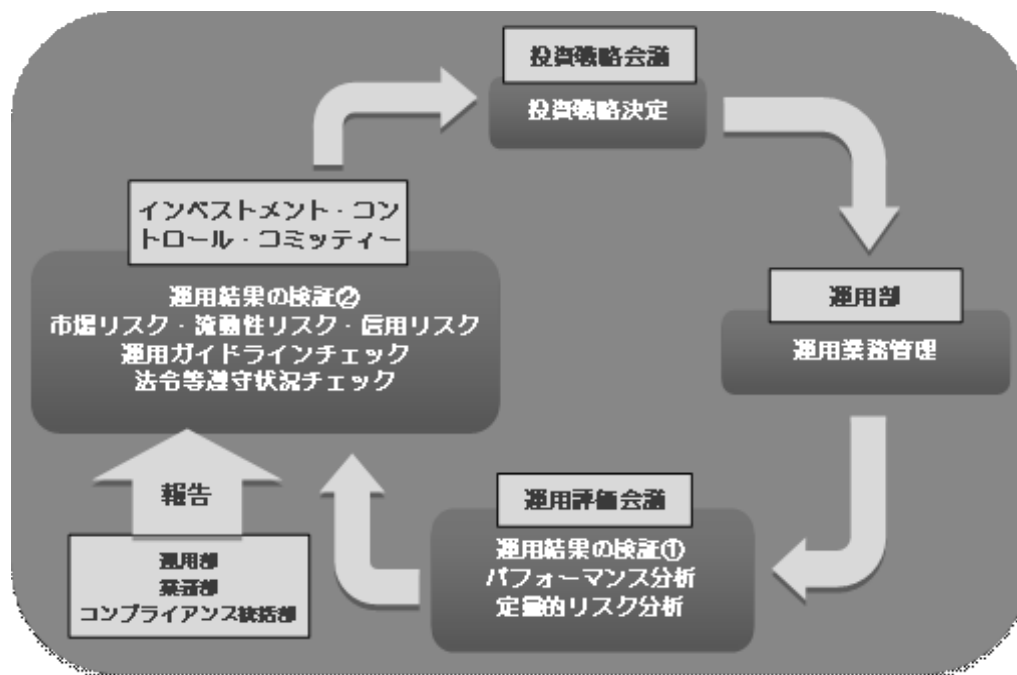 投資戦略会議
投資戦略決定
インベストメント・コン
トロール・コミッティー
運用結果の検証②
市場リスク・流動性リスク・信用リスク
運用ガイドラインチェック
法令等遵守状況チェック
運用部
運用業務管理
報告
運用部
業務部
コンプライアンス統括部
運用評価会議
運用結果の検証①
パフォーマンス分析
定量的リスク分析